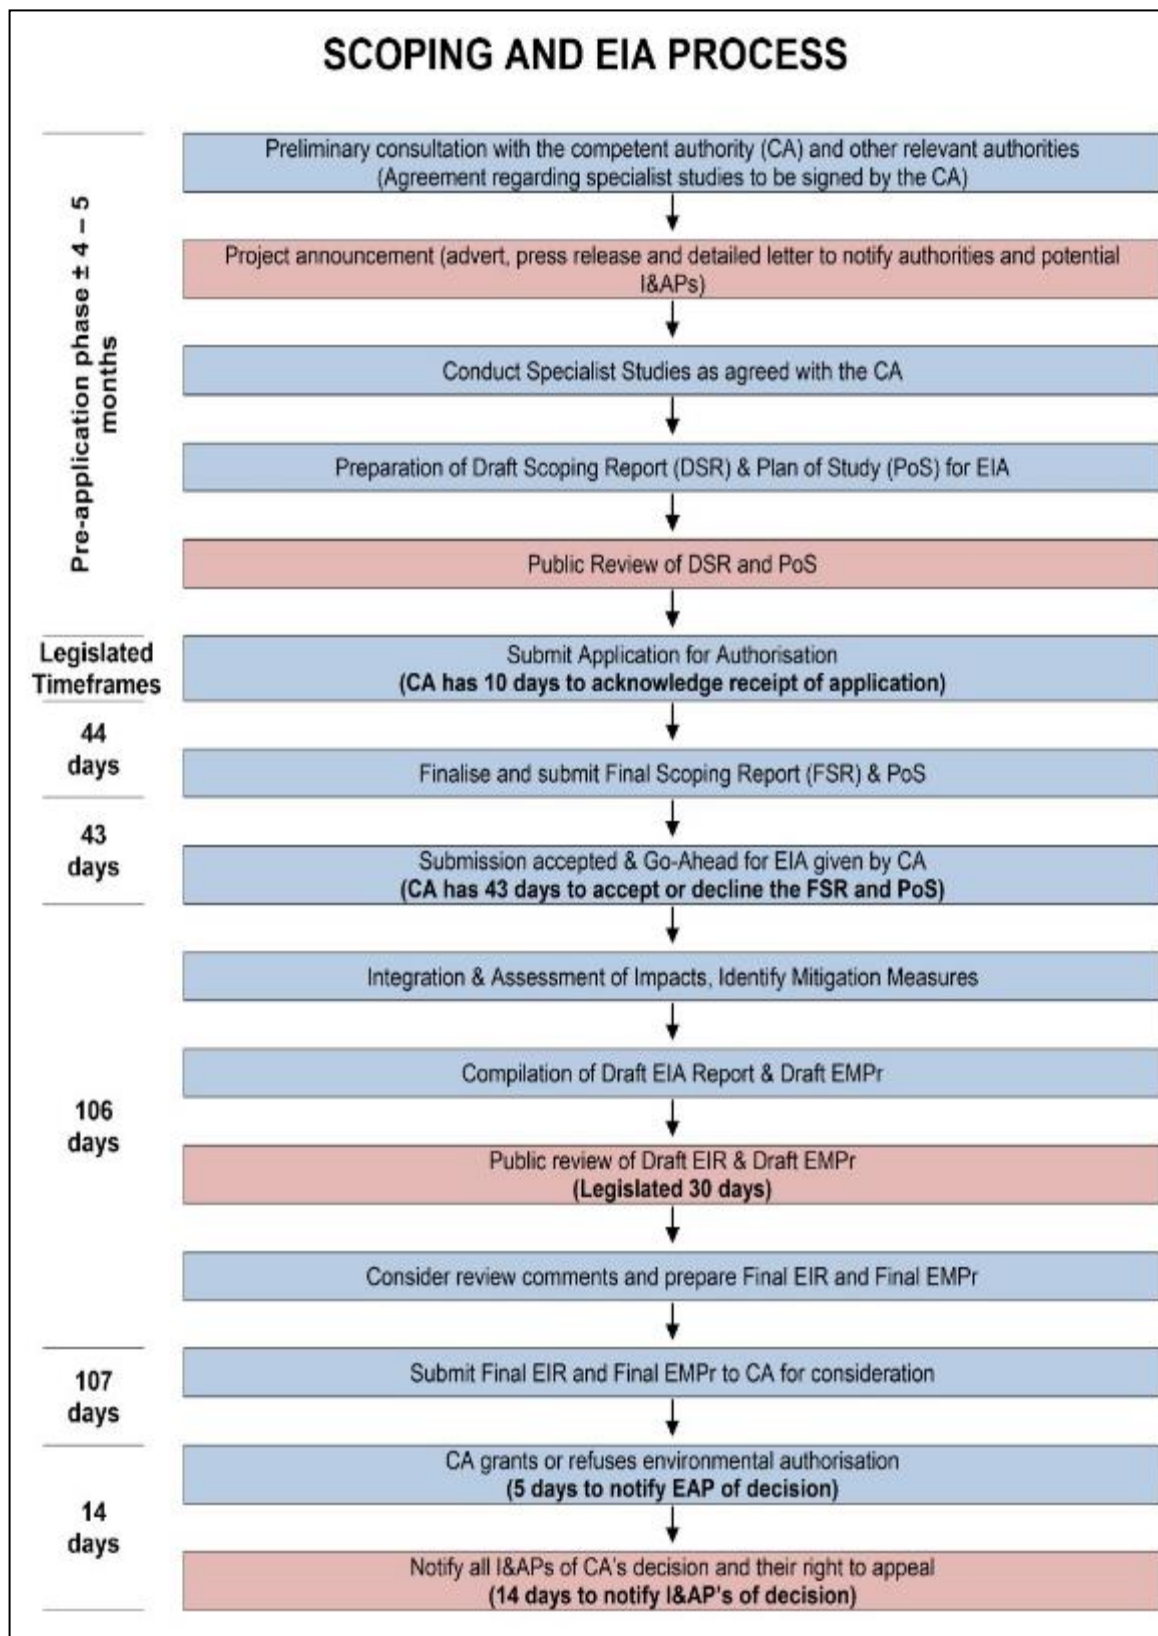 SCOPING AND EIA PROCESS
Pre-application phase ± 4 – 5
months
Preliminary consultation with the competent authority (CA) and other relevant authorities
(Agreement regarding specialist studies to be signed by the CA)
Project announcement (advert, press release and detailed letter to notify authorities and potential
I&APs)
Conduct Specialist Studies as agreed with the CA
Preparation of Draft Scoping Report (DSR) & Plan of Study (PoS) for EIA
Public Review of DSR and PoS
Legislated
Timeframes
Submit Application for Authorisation
(CA has 10 days to acknowledge receipt of application)
44
days
Finalise and submit Final Scoping Report (FSR) & PoS
43
days
Submission accepted & Go-Ahead for EIA given by CA
(CA has 43 days to accept or decline the FSR and PoS)
106
days
Integration & Assessment of Impacts, Identify Mitigation Measures
Compilation of Draft EIA Report & Draft EMPr
Public review of Draft EIR & Draft EMPr
(Legislated 30 days)
Consider review comments and prepare Final EIR and Final EMPr
107
days
Submit Final EIR and Final EMPr to CA for consideration
14
days
CA grants or refuses environmental authorisation
(5 days to notify EAP of decision)
Notify all I&APs of CA's decision and their right to appeal
(14 days to notify I&AP's of decision)